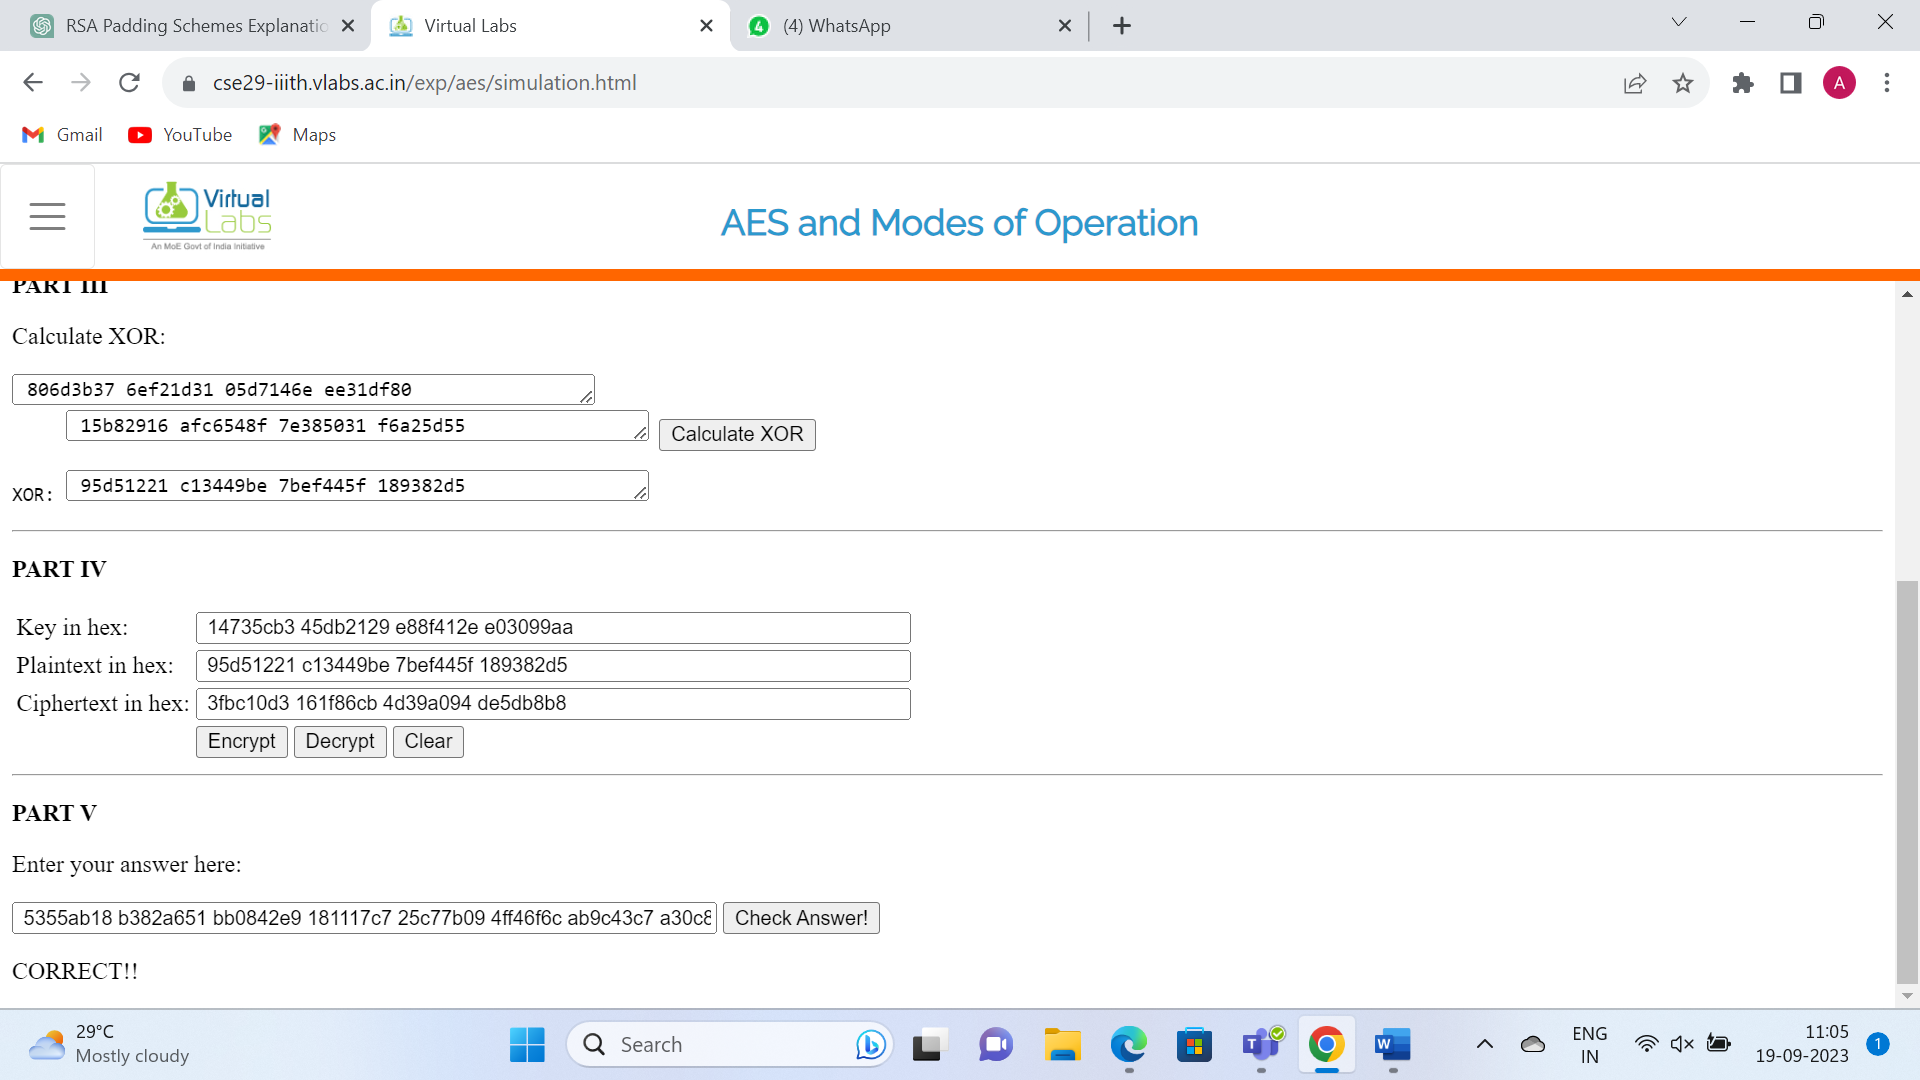 RSA Padding Schemes Explanatio
Virtual Labs
(4) WhatsApp
cse29-iiith.vlabs.ac.in/exp/aes/simulation.html
A
Gmail
YouTube
Maps
Virtual
Labs
An MoE Govt of India Initiative
AES and Modes of Operation
PART III
Calculate XOR:
806d3b37 6ef21d31 05d7146e ee31df80
15b82916 afc6548f 7e385031 f6a25d55
Calculate XOR
XOR: 95d51221 c13449be 7bef445f 189382d5
PART IV
Key in hex: 14735cb3 45db2129 e88f412e e03099aa
Plaintext in hex: 95d51221 c13449be 7bef445f 189382d5
Ciphertext in hex: 3fbc10d3 161f86cb 4d39a094 de5db8b8
Encrypt Decrypt Clear
PART V
Enter your answer here:
5355ab18 b382a651 bb0842e9 181117c7 25c77b09 4ff46f6c ab9c43c7 a30c8 Check Answer!
CORRECT!!
29°C
Mostly cloudy
Search
ENG
IN
11:05
19-09-2023
1